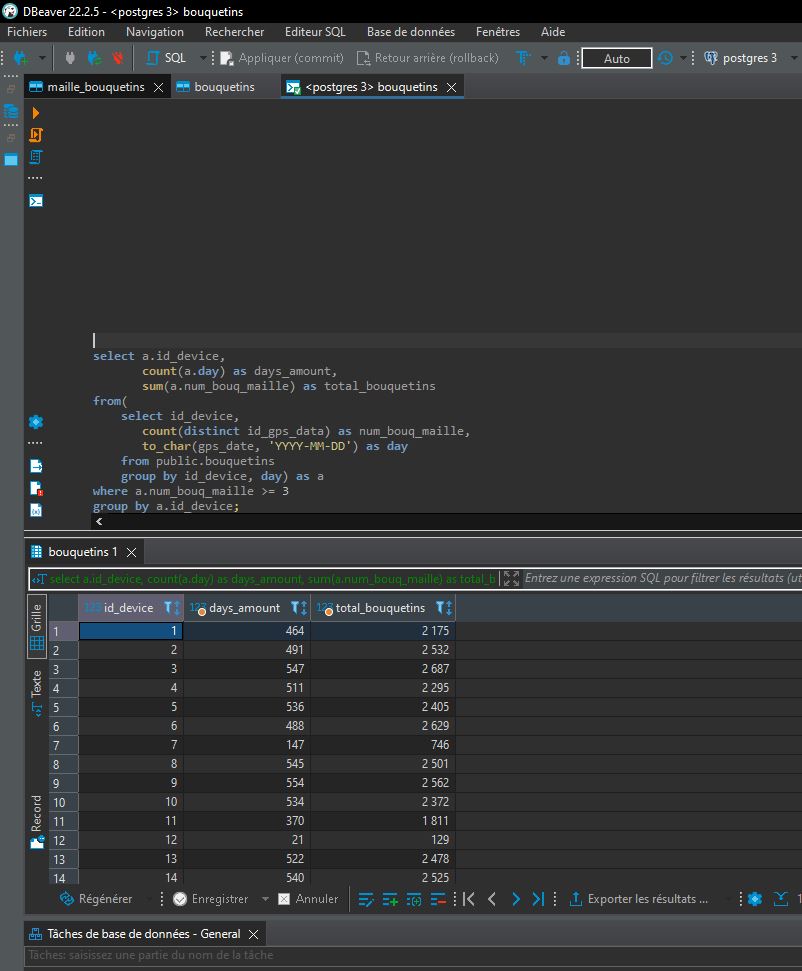 DBeaver 22.2.5 - <postgres 3> bouquetins
Fichiers Edition Navigation Rechercher Editeur SQL Base de données Fenêtres Aide
SQL Appliquer (commit) Retour arrière (rollback) Auto postgres 3
maille_bouquetins bouquetins <postgres 3> bouquetins
select a.id_device,
count(a.day) as days_amount,
sum(a.num_bouq_maille) as total_bouquetins
from(
select id_device,
count(distinct id_gps_data) as num_bouq_maille,
to_char(gps_date, 'YYYY-MM-DD') as day
from public.bouquetins
group by id_device, day) as a
where a.num_bouq_maille >= 3
group by a.id_device;
bouquetins 1
select a.id_device, count(a.day) as days_amount, sum(a.num_bouq_maille) as total_b Entrez une expression SQL pour filtrer les résultats (ut
Grille
Texte
Record
123 id_device 123 days_amount 123 total_bouquetins
1 1 464 2 175
2 2 491 2 532
3 3 547 2 687
4 4 511 2 295
5 5 536 2 405
6 6 488 2 629
7 7 147 746
8 8 545 2 501
9 9 554 2 562
10 10 534 2 372
11 11 370 1 811
12 12 21 129
13 13 522 2 478
14 14 540 2 525
Régénérer Enregistrer Annuler Exporter les résultats ... 1
Tâches de base de données - General
Tâches: saisissez une partie du nom de la tâche